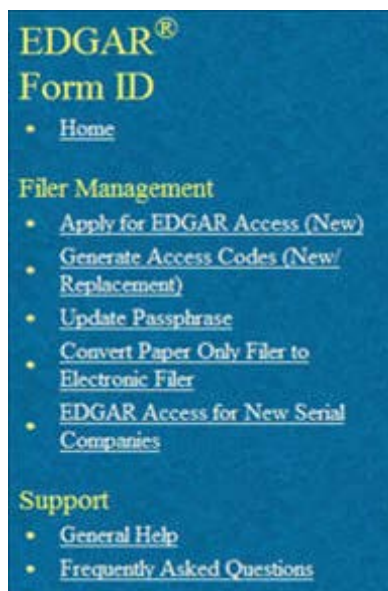 EDGAR®
Form ID
• Home
Filer Management
• Apply for EDGAR Access (New)
• Generate Access Codes (New/
Replacement)
• Update Passphrase
• Convert Paper Only Filer to
Electronic Filer
• EDGAR Access for New Serial
Companies
Support
• General Help
• Frequently Asked Questions